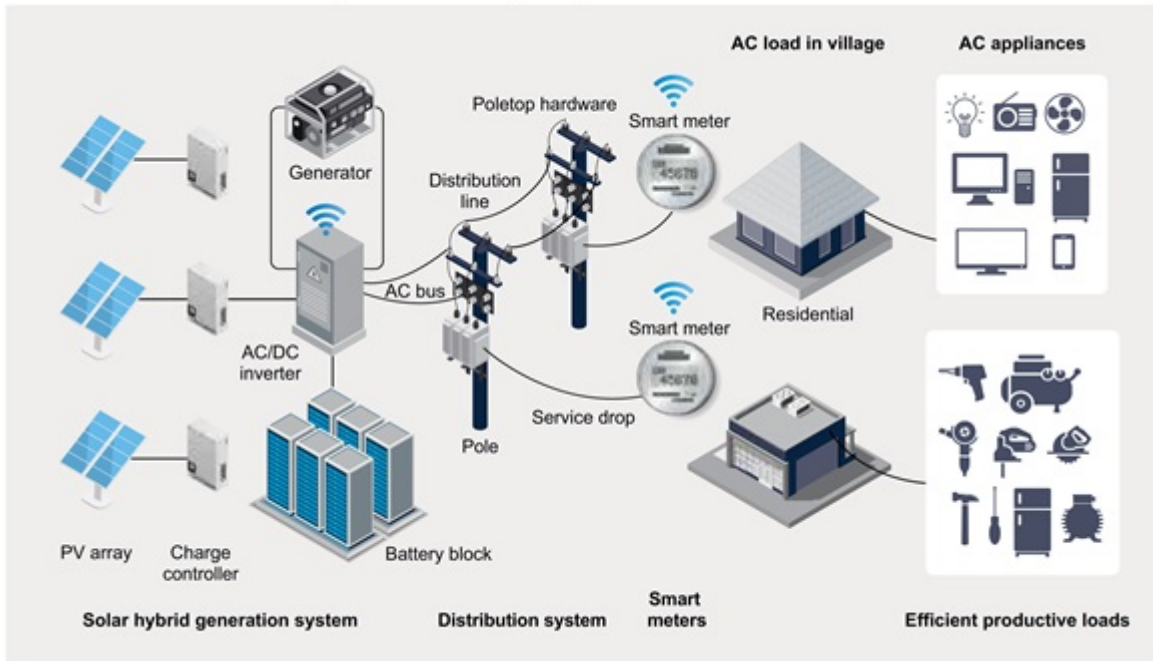 AC load in village
AC appliances
Poletop hardware
Smart meter
Generator
Distribution
line
45678
AC bus
Smart meter
Residential
AC/DC
inverter
45678
Service drop
Pole
PV array
Charge
controller
Battery block
Solar hybrid generation system
Distribution system
Smart
meters
Efficient productive loads